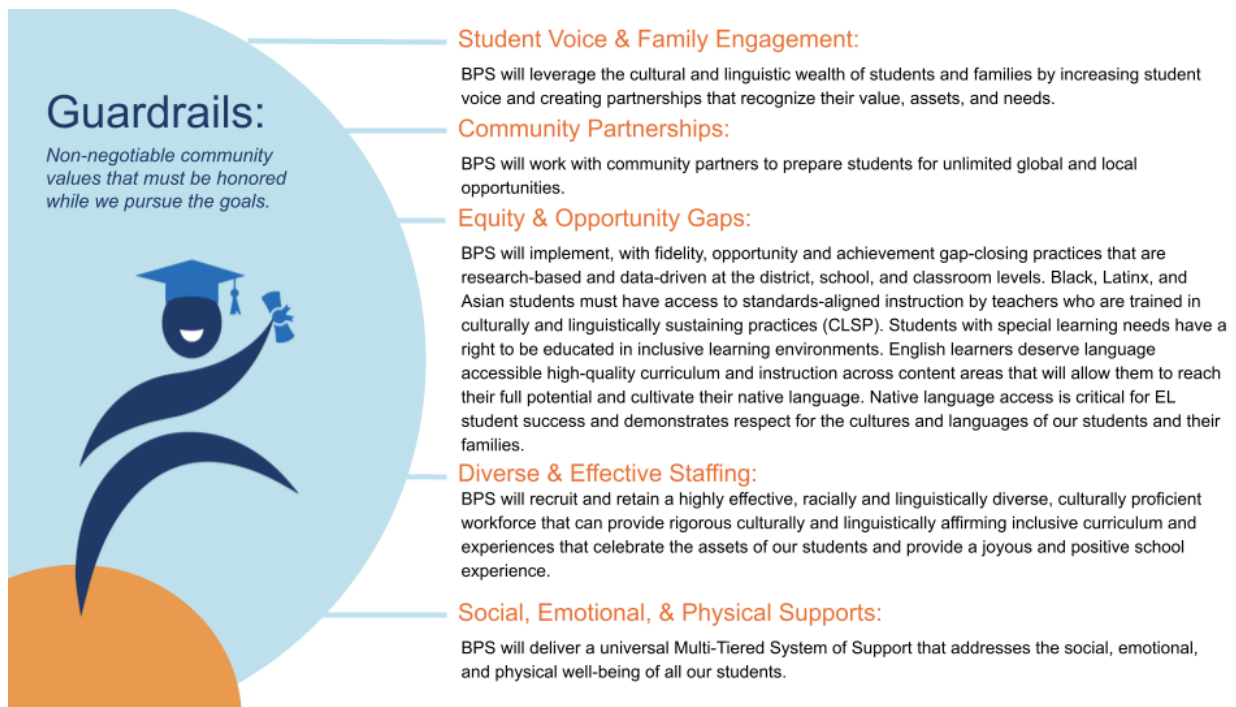 Guardrails:
Non-negotiable community
values that must be honored
while we pursue the goals.
Student Voice & Family Engagement:
BPS will leverage the cultural and linguistic wealth of students and families by increasing student
voice and creating partnerships that recognize their value, assets, and needs.
Community Partnerships:
BPS will work with community partners to prepare students for unlimited global and local
opportunities.
Equity & Opportunity Gaps:
BPS will implement, with fidelity, opportunity and achievement gap-closing practices that are
research-based and data-driven at the district, school, and classroom levels. Black, Latinx, and
Asian students must have access to standards-aligned instruction by teachers who are trained in
culturally and linguistically sustaining practices (CLSP). Students with special learning needs have a
right to be educated in inclusive learning environments. English learners deserve language
accessible high-quality curriculum and instruction across content areas that will allow them to reach
their full potential and cultivate their native language. Native language access is critical for EL
student success and demonstrates respect for the cultures and languages of our students and their
families.
Diverse & Effective Staffing:
BPS will recruit and retain a highly effective, racially and linguistically diverse, culturally proficient
workforce that can provide rigorous culturally and linguistically affirming inclusive curriculum and
experiences that celebrate the assets of our students and provide a joyous and positive school
experience.
Social, Emotional, & Physical Supports:
BPS will deliver a universal Multi-Tiered System of Support that addresses the social, emotional,
and physical well-being of all our students.